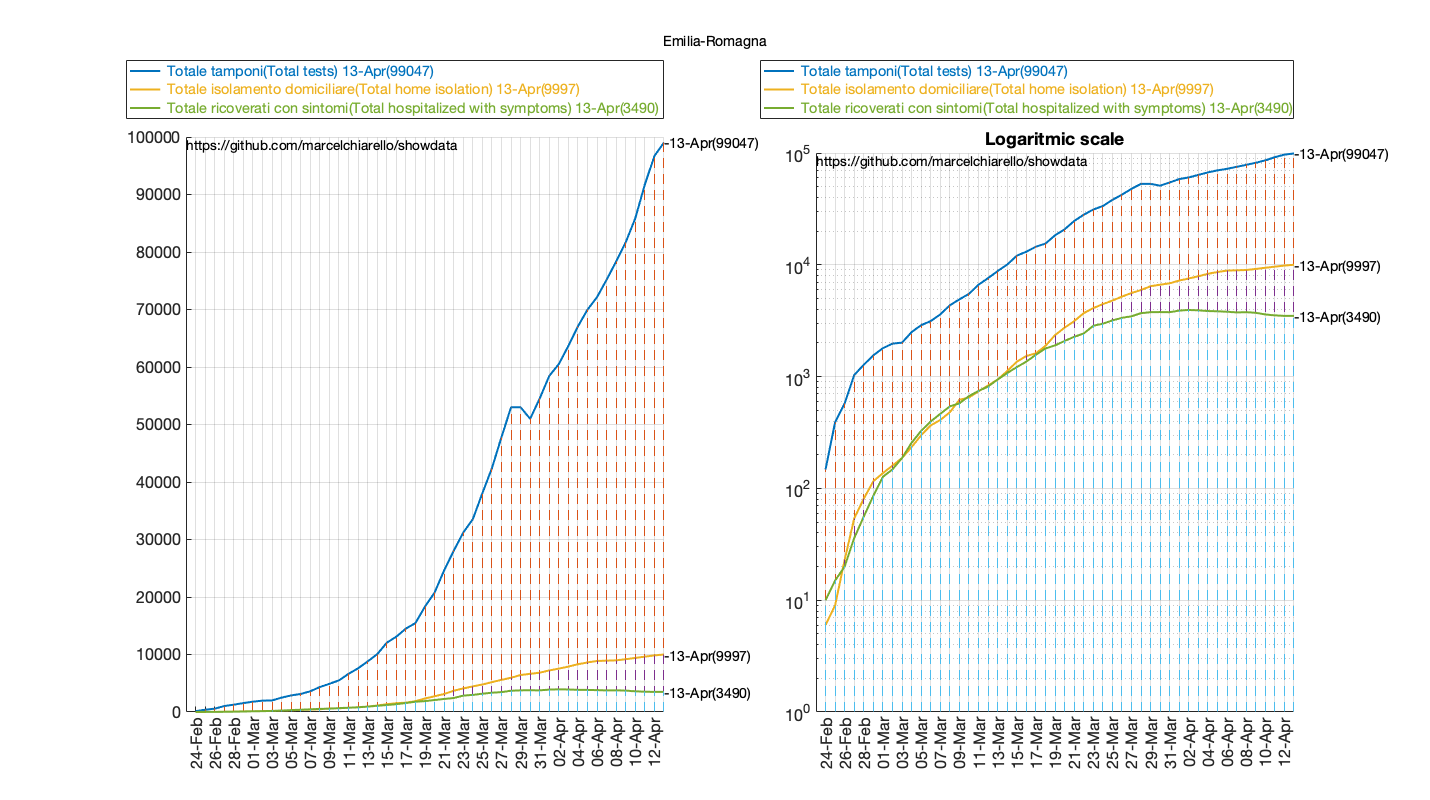 Emilia-Romagna
Totale tamponi(Total tests) 13-Apr(99047)
Totale isolamento domiciliare(Total home isolation) 13-Apr(9997)
Totale ricoverati con sintomi(Total hospitalized with symptoms) 13-Apr(3490)
100000
90000
80000
70000
60000
50000
40000
30000
20000
10000
0
https://github.com/marcelchiarello/showdata
-13-Apr(99047)
-13-Apr(9997)
-13-Apr(3490)
24-Feb
26-Feb
28-Feb
01-Mar
03-Mar
05-Mar
07-Mar
09-Mar
11-Mar
13-Mar
15-Mar
17-Mar
19-Mar
21-Mar
23-Mar
25-Mar
27-Mar
29-Mar
31-Mar
02-Apr
04-Apr
06-Apr
08-Apr
10-Apr
12-Apr
Totale tamponi(Total tests) 13-Apr(99047)
Totale isolamento domiciliare(Total home isolation) 13-Apr(9997)
Totale ricoverati con sintomi(Total hospitalized with symptoms) 13-Apr(3490)
Logaritmic scale
10⁵
10⁴
10³
10²
10¹
10⁰
https://github.com/marcelchiarello/showdata
-13-Apr(99047)
-13-Apr(9997)
-13-Apr(3490)
24-Feb
26-Feb
28-Feb
01-Mar
03-Mar
05-Mar
07-Mar
09-Mar
11-Mar
13-Mar
15-Mar
17-Mar
19-Mar
21-Mar
23-Mar
25-Mar
27-Mar
29-Mar
31-Mar
02-Apr
04-Apr
06-Apr
08-Apr
10-Apr
12-Apr